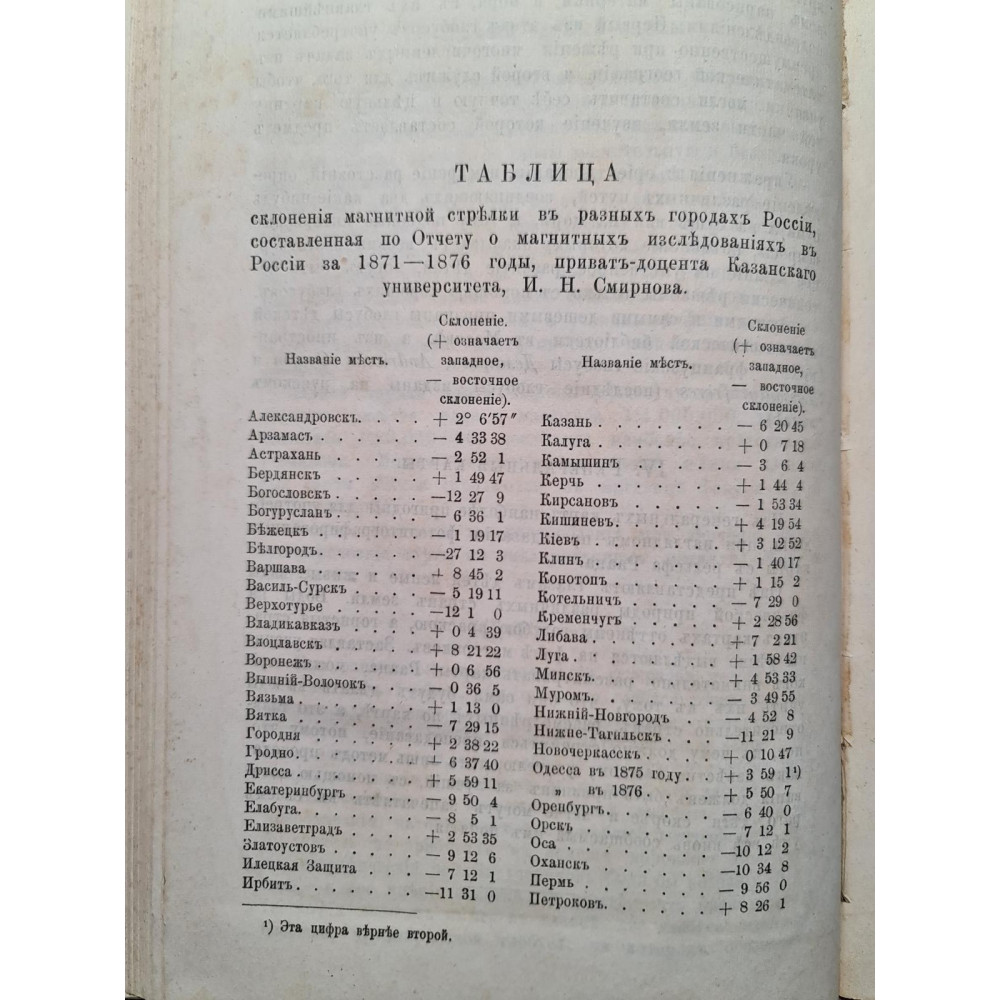 ТАБЛИЦА
склоненія магнитной стрѣлки въ разныхъ городахъ Россіи,
составленная по Отчету о магнитныхъ изслѣдованіяхъ въ
Россіи за 1871—1876 годы, приватъ-доцента Казанскаго
университета, И. Н. Смирнова.
Названіе мѣстъ.
Склоненіе.
(+ означаетъ
западное,
— восточное
склоненіе).
Александровскъ. . . . + 2° 6′57″
Арзамасъ . . . . . . — 4 33 38
Астрахань . . . . . — 2 52 1
Бердянскъ . . . . . + 1 49 47
Богословскъ . . . . . —12 27 9
Богурусланъ . . . . . — 6 36 1
Бѣжецкъ . . . . . . — 1 19 17
Бѣлгородъ. . . . . . —27 12 3
Варшава . . . . . . + 8 45 2
Василь-Сурскъ . . . . — 5 19 11
Верхотурье . . . . . —12 1 0
Владикавказъ . . . . + 0 4 39
Влоцлавскъ . . . . . + 8 21 22
Воронежъ . . . . . . + 0 6 56
Вышній-Волочокъ . . . — 0 36 5
Вязьма . . . . . . . + 1 13 0
Вятка . . . . . . . — 7 29 15
Городня . . . . . . + 2 38 22
Гродно. . . . . . . + 6 37 40
Дрисса . . . . . . . + 5 59 11
Екатеринбургъ . . . . — 9 50 4
Елабуга. . . . . . . — 8 5 1
Елизаветградъ . . . . + 2 53 35
Златоустовъ . . . . . — 9 12 6
Илецкая Защита . . . — 7 12 1
Ирбитъ. . . . . . . —11 31 0
Названіе мѣстъ.
Склоненіе
(+ означаетъ
западное,
— восточное
склоненіе).
Казань . . . . . . . — 6 20 45
Калуга . . . . . . . + 0 7 18
Камышинъ . . . . . — 3 6 4
Керчь . . . . . . . + 1 44 4
Кирсановъ . . . . . — 1 53 34
Кишиневъ. . . . . . + 4 19 54
Кіевъ . . . . . . . + 3 12 52
Клинъ . . . . . . . — 1 40 17
Конотопъ . . . . . . + 1 15 2
Котельничъ . . . . . — 7 29 0
Кременчугъ . . . . . + 2 28 56
Либава. . . . . . . + 7 2 21
Луга . . . . . . . . + 1 58 42
Минскъ. . . . . . . + 4 53 33
Муромъ. . . . . . . — 3 49 55
Нижній-Новгородъ . . — 4 52 8
Нижне-Тагильскъ . . . —11 21 9
Новочеркасскъ . . . . + 0 10 47
Одесса въ 1875 году. . + 3 59 1¹)
„ въ 1876 . . . . + 5 50 7
Оренбургъ. . . . . . — 6 40 0
Орскъ . . . . . . . — 7 12 1
Оса . . . . . . . . —10 12 2
Оханскъ . . . . . . —10 34 8
Пермь . . . . . . . — 9 56 0
Петроковъ. . . . . . + 8 26 1
¹) Эта цифра вѣрнѣе второй.